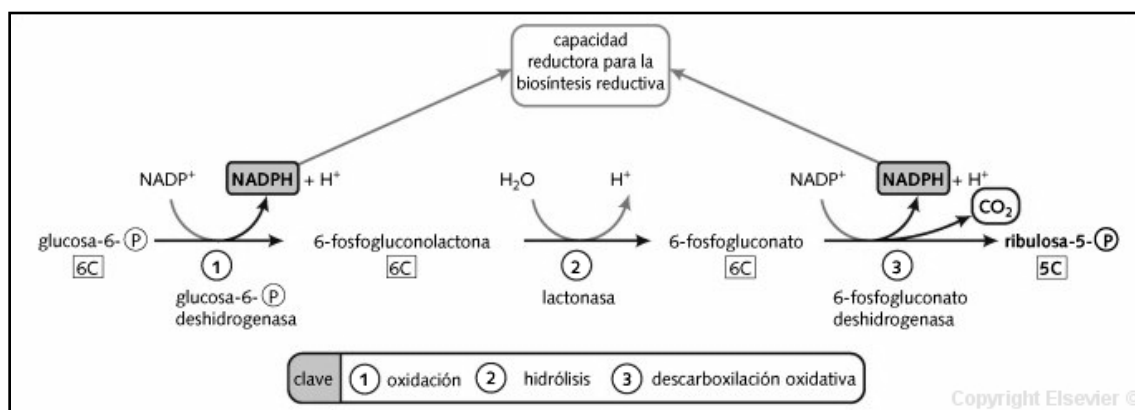 capacidad
reductora para la
biosíntesis reductiva
NADP⁺ NADPH + H⁺ H₂O H⁺ NADP⁺ NADPH + H⁺
CO₂
glucosa-6-P 6-fosfogluconolactona 6-fosfogluconato ribulosa-5-P
6C 6C 6C 5C
1 2 3
glucosa-6-P
deshidrogenasa
lactonasa
6-fosfogluconato
deshidrogenasa
clave 1 oxidación 2 hidrólisis 3 descarboxilación oxidativa
Copyright Elsevier ©